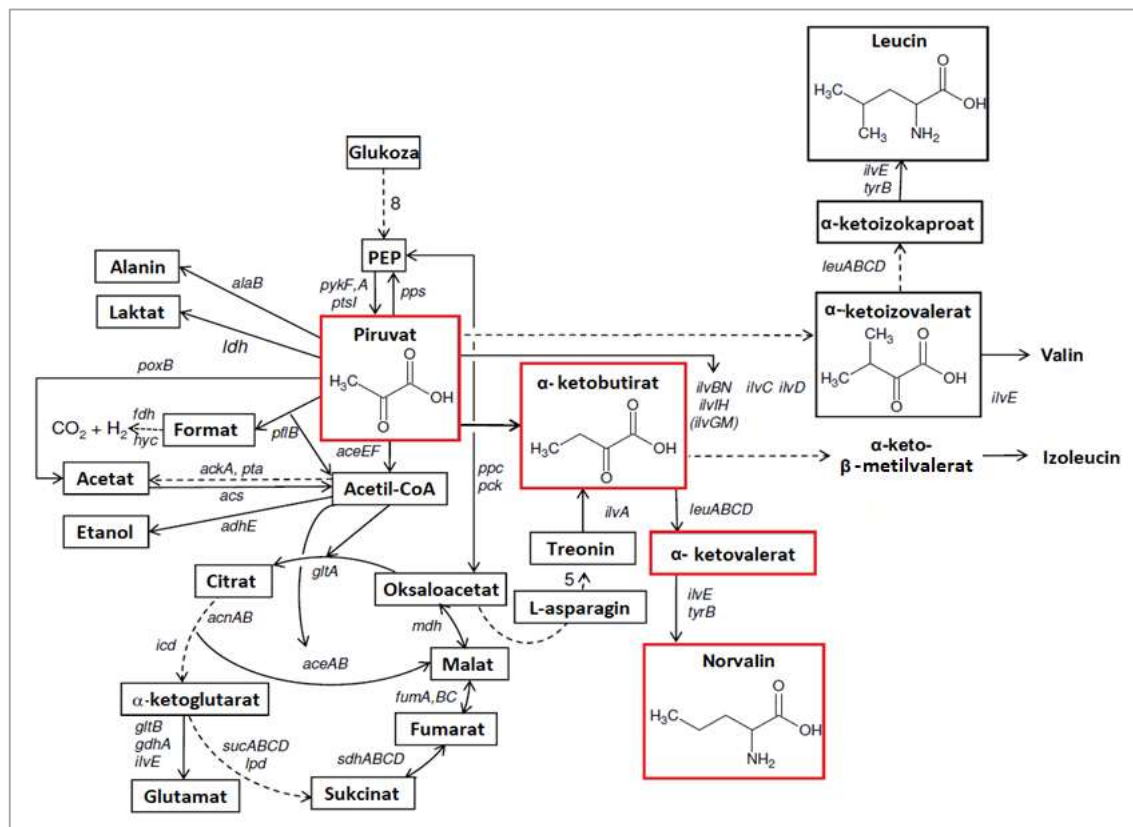 Leucin
O
H₃C
OH
CH₃
NH₂
ilvE
tyrB
α-ketoizokaproat
leuABCD
α-ketoizovalerat
CH₃
O
H₃C
OH
O
Valin
ilvE
Glukoza
8
PEP
Alanin
alaB
pykF,A
ptsI
pps
Laktat
ldh
Piruvat
O
H₃C
OH
O
poxB
ilvBN
ilvC ilvD
ilvIH
(ilvGM)
α- ketobutirat
O
H₃C
OH
O
CO₂ + H₂
fdh
hyc
Format
pflB
aceEF
α-keto-
β-metilvalerat
Izoleucin
Acetat
ackA, pta
acs
Acetil-CoA
ppc
pck
Etanol
adhE
ilvA
leuABCD
Treonin
α- ketovalerat
Citrat
gltA
Oksaloacetat
5
L-asparagin
ilvE
tyrB
acnAB
mdh
icd
aceAB
Malat
Norvalin
O
H₃C
OH
NH₂
α-ketoglutarat
fumA,BC
gltB
gdhA
ilvE
sucABCD
lpd
Fumarat
sdhABCD
Glutamat
Sukcinat